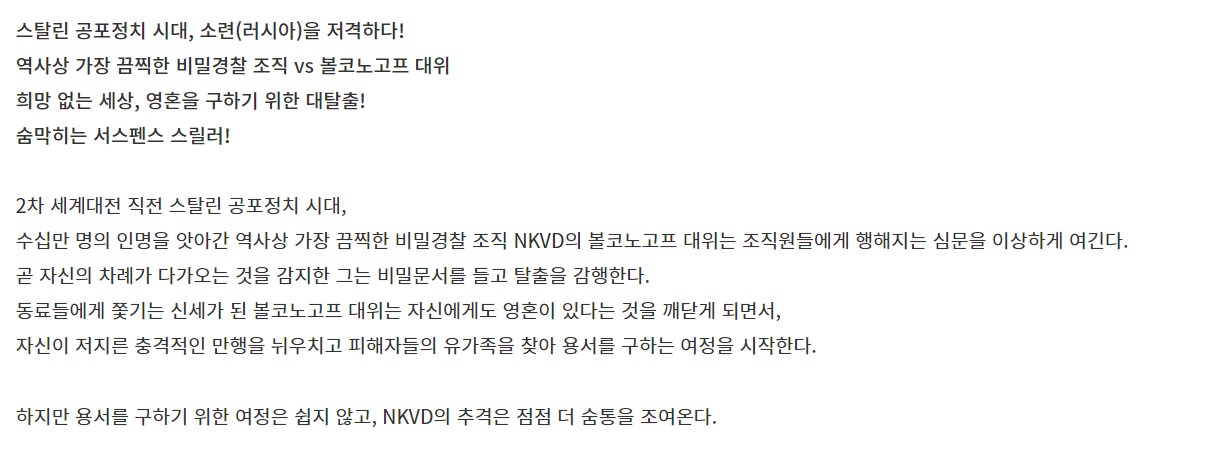 스탈린 공포정치 시대, 소련(러시아)을 저격하다!
역사상 가장 끔찍한 비밀경찰 조직 vs 볼코노고프 대위
희망 없는 세상, 영혼을 구하기 위한 대탈출!
숨막히는 서스펜스 스릴러!
2차 세계대전 직전 스탈린 공포정치 시대,
수십만 명의 인명을 앗아간 역사상 가장 끔찍한 비밀경찰 조직 NKVD의 볼코노고프 대위는 조직원들에게 행해지는 심문을 이상하게 여긴다.
곧 자신의 차례가 다가오는 것을 감지한 그는 비밀문서를 들고 탈출을 감행한다.
동료들에게 쫓기는 신세가 된 볼코노고프 대위는 자신에게도 영혼이 있다는 것을 깨닫게 되면서,
자신이 저지른 충격적인 만행을 뉘우치고 피해자들의 유가족을 찾아 용서를 구하는 여정을 시작한다.
하지만 용서를 구하기 위한 여정은 쉽지 않고, NKVD의 추격은 점점 더 숨통을 조여온다.